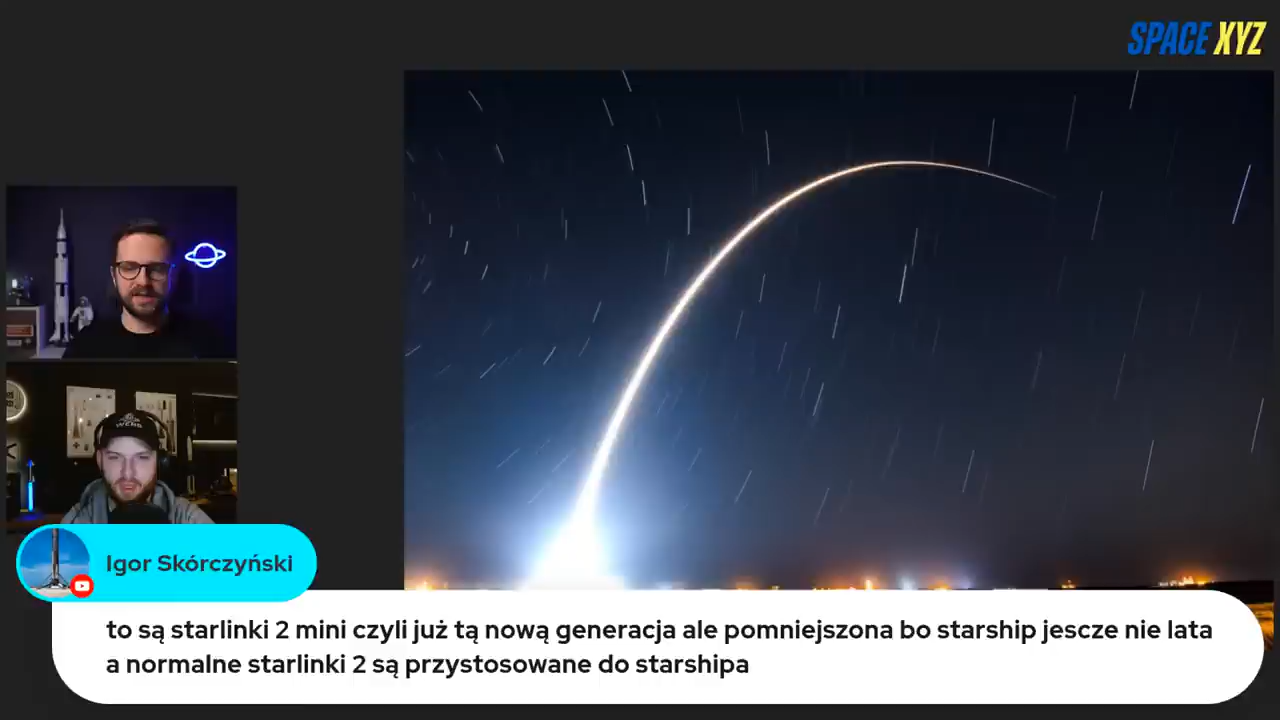 SPACE XYZ
Igor Skórczyński
to są starlinki 2 mini czyli już tą nową generacja ale pomniejszona bo starship jescze nie lata
a normalne starlinki 2 są przystosowane do starshipa